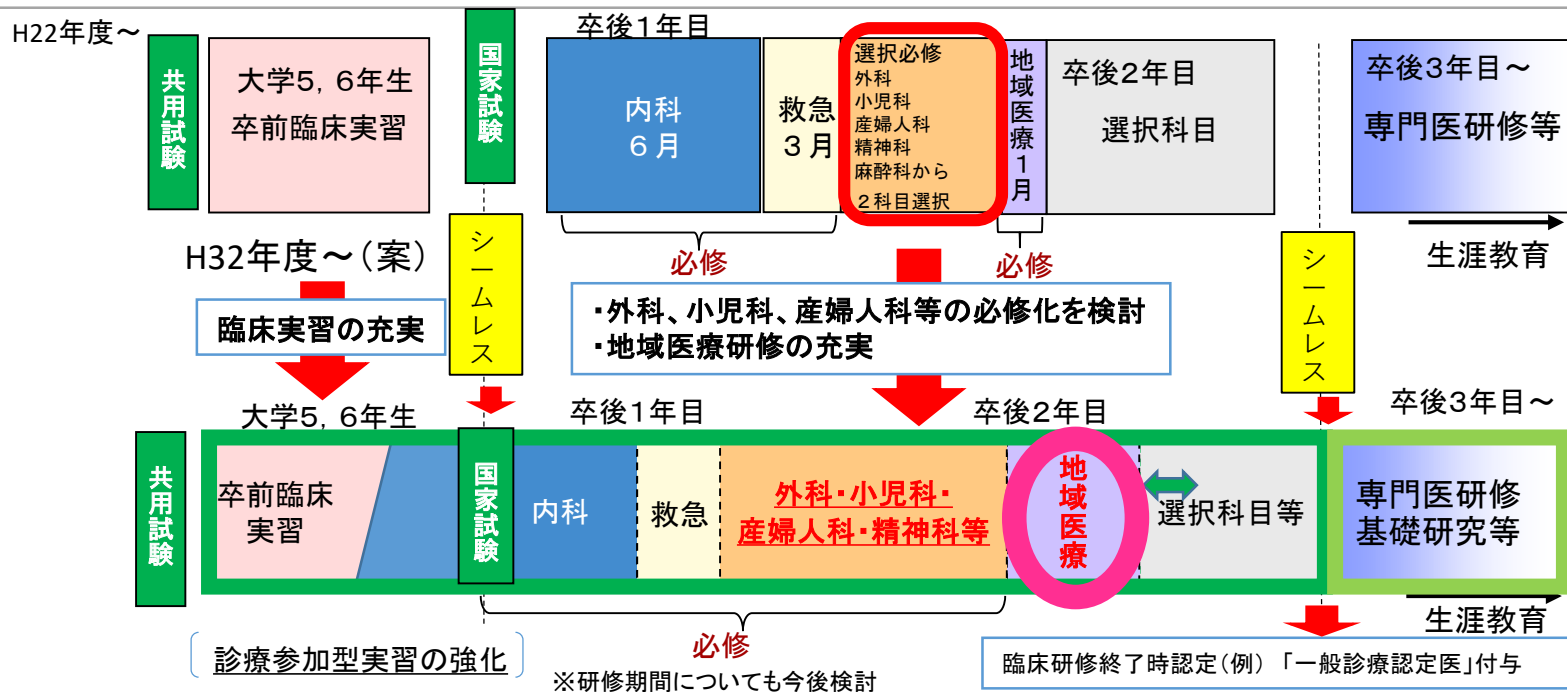 H22年度～
共用試験
大学5，6年生
卒前臨床実習
国家試験
卒後1年目
内科
6月
救急
3月
選択必修
外科
小児科
産婦人科
精神科
麻酔科から
2科目選択
地域医療1月
卒後2年目
選択科目
卒後3年目～
専門医研修等
生涯教育
必修
必修
シームレス
シームレス
H32年度～（案）
臨床実習の充実
・外科、小児科、産婦人科等の必修化を検討
・地域医療研修の充実
大学5，6年生
卒後1年目
卒後2年目
卒後3年目～
共用試験
卒前臨床
実習
国家試験
内科
救急
外科・小児科・
産婦人科・精神科等
地域医療
選択科目等
専門医研修
基礎研究等
生涯教育
診療参加型実習の強化
必修
※研修期間についても今後検討
臨床研修終了時認定（例）「一般診療認定医」付与